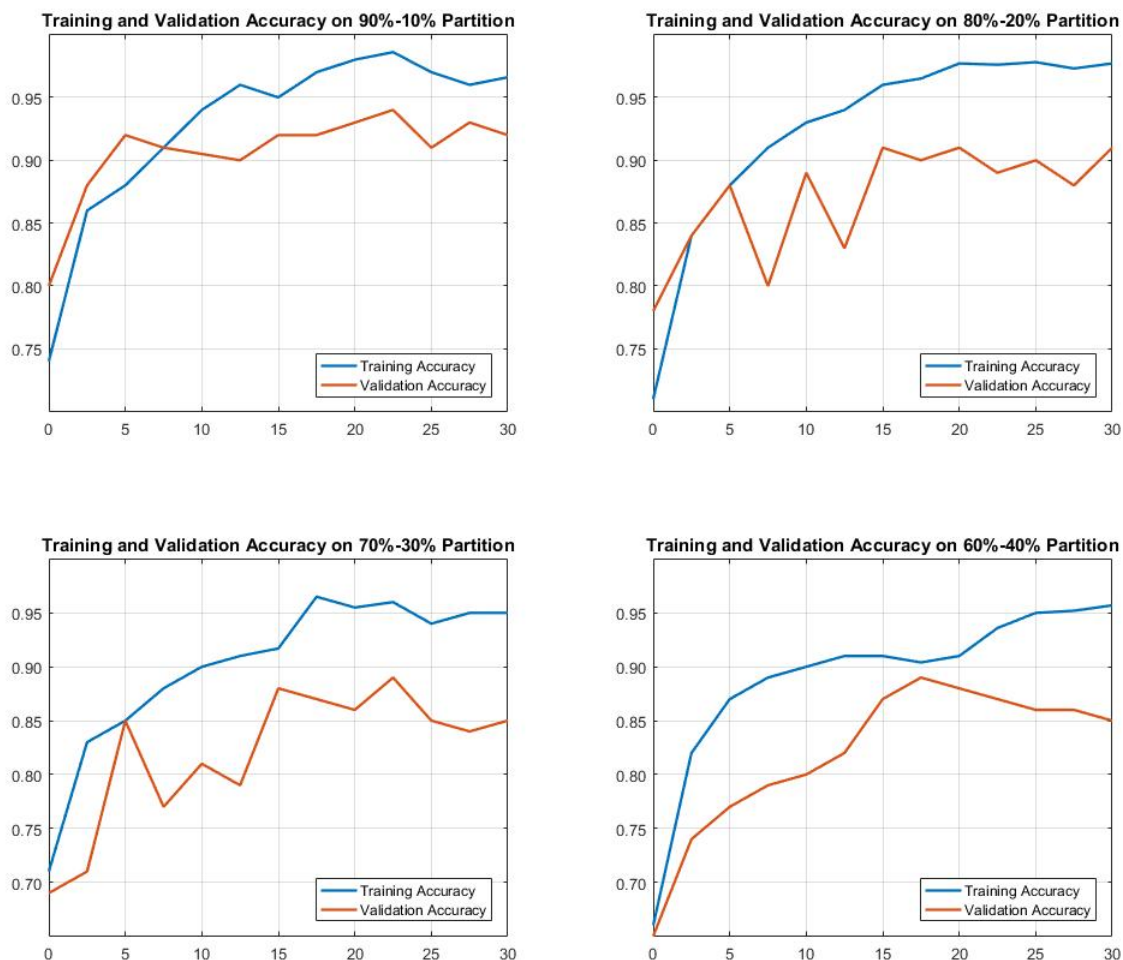 Training and Validation Accuracy on 90%-10% Partition
0.95
0.90
0.85
0.80
0.75
Training Accuracy
Validation Accuracy
0 5 10 15 20 25 30
Training and Validation Accuracy on 80%-20% Partition
0.95
0.90
0.85
0.80
0.75
Training Accuracy
Validation Accuracy
0 5 10 15 20 25 30
Training and Validation Accuracy on 70%-30% Partition
0.95
0.90
0.85
0.80
0.75
0.70
Training Accuracy
Validation Accuracy
0 5 10 15 20 25 30
Training and Validation Accuracy on 60%-40% Partition
0.95
0.90
0.85
0.80
0.75
0.70
Training Accuracy
Validation Accuracy
0 5 10 15 20 25 30